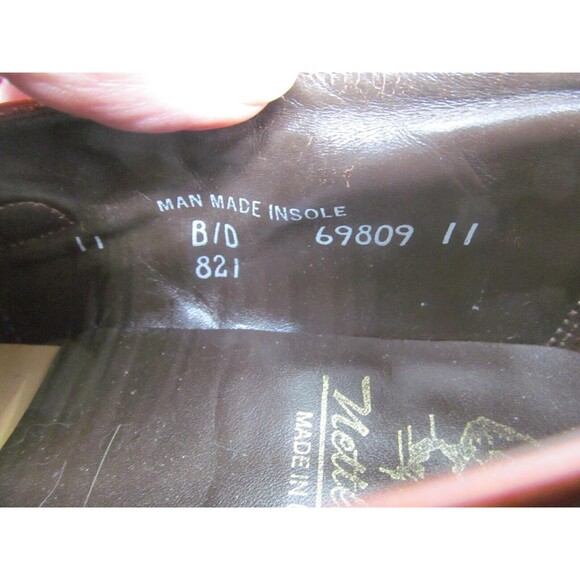 MAN MADE INSOLE
11 B/D 69809 11
821
MADE IN